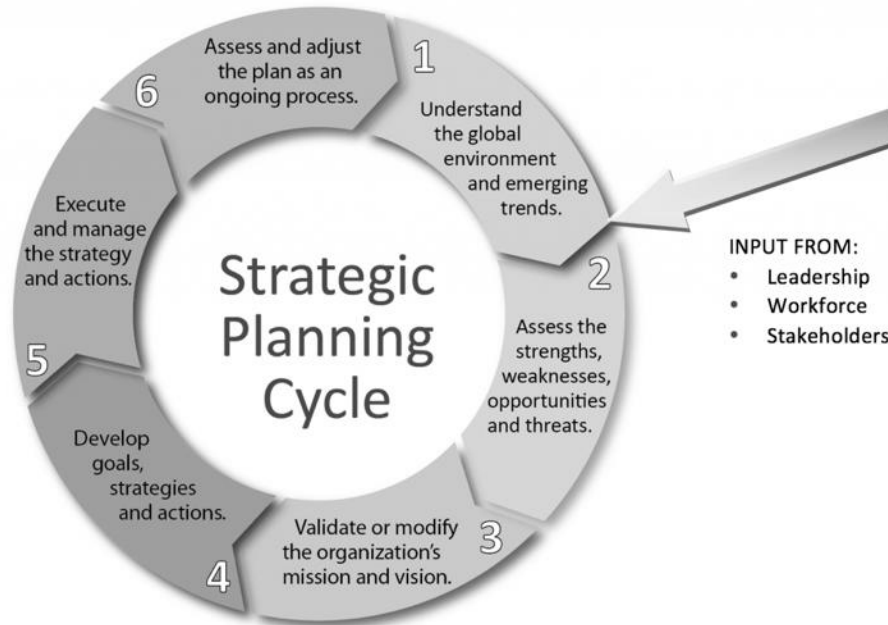 Strategic
Planning
Cycle
1
Understand
the global
environment
and emerging
trends.
2
Assess the
strengths,
weaknesses,
opportunities
and threats.
3
Validate or modify
the organization's
mission and vision.
4
Develop
goals,
strategies
and actions.
5
Execute
and manage
the strategy
and actions.
6
Assess and adjust
the plan as an
ongoing process.
INPUT FROM:
• Leadership
• Workforce
• Stakeholders